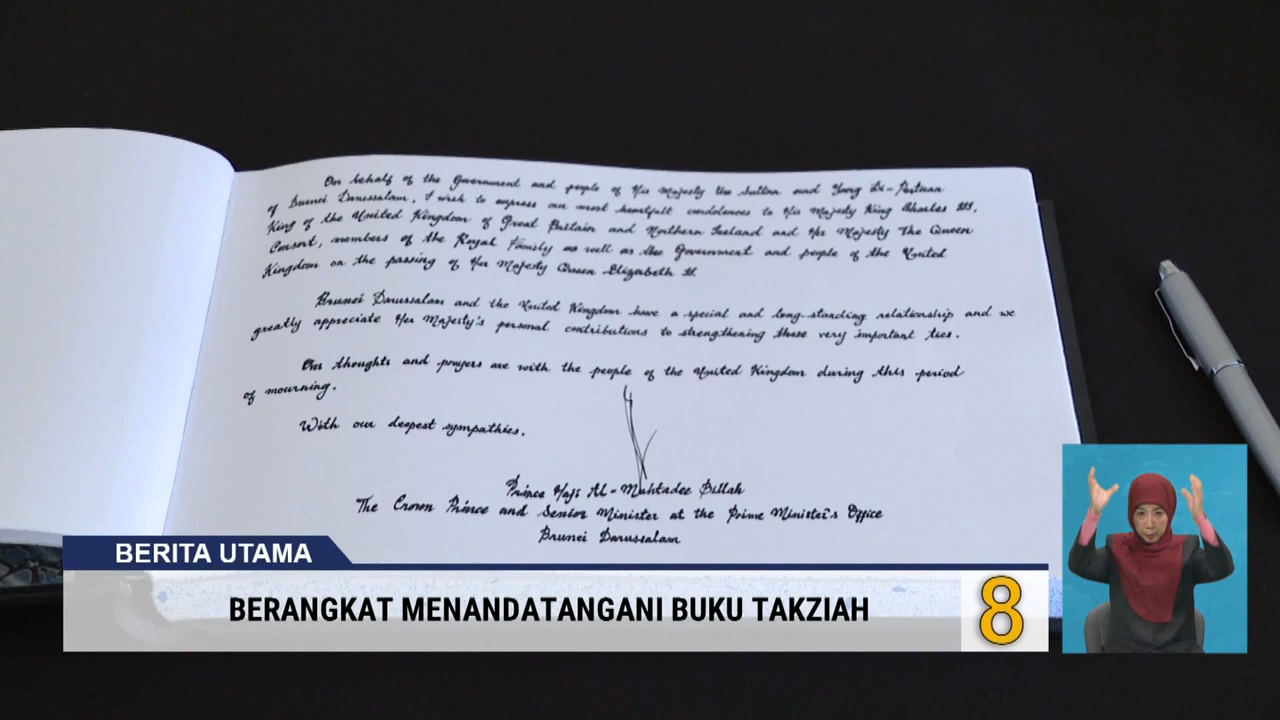 On behalf of the Government and people of His Majesty the Sultan and Yang Di-Pertuan
of Brunei Darussalam, I wish to express our most heartfelt condolences to His Majesty King Charles III,
King of the United Kingdom of Great Britain and Northern Ireland and Her Majesty The Queen
Consort, members of the Royal Family as well as the Government and people of the United
Kingdom on the passing of Her Majesty Queen Elizabeth II
Brunei Darussalam and the United Kingdom have a special and long-standing relationship and we
greatly appreciate Her Majesty's personal contributions to strengthening these very important ties.
Our thoughts and prayers are with the people of the United Kingdom during this period
of mourning.
With our deepest sympathies,
Prince Haji Al-Muhtadee Billah
The Crown Prince and Senior Minister at the Prime Minister's Office
Brunei Darussalam
BERITA UTAMA
BERANGKAT MENANDATANGANI BUKU TAKZIAH
8